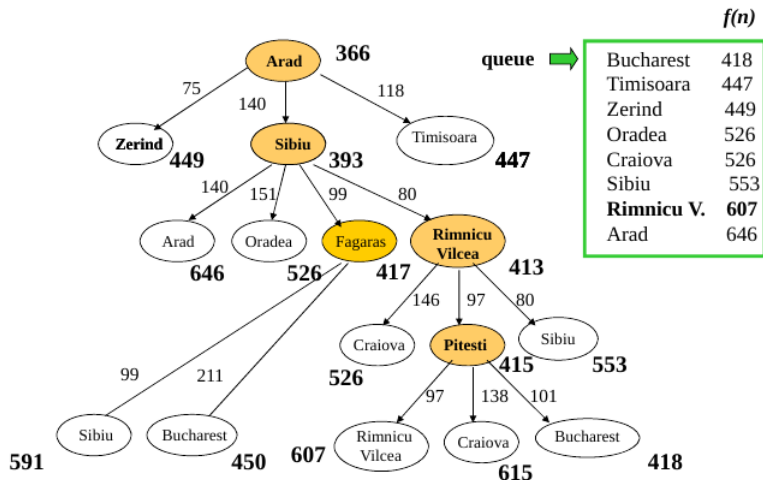 f(n)
queue
Bucharest 418
Timisoara 447
Zerind 449
Oradea 526
Craiova 526
Sibiu 553
Rimnicu V. 607
Arad 646
Arad 366
75 140 118
Zerind 449
Sibiu 393
Timisoara 447
140 151 99 80
Arad 646
Oradea 526
Fagaras 417
Rimnicu
Vilcea 413
146 97 80
Craiova 526
Pitesti 415
Sibiu 553
99 211 97 138 101
Sibiu 591
Bucharest 450
Rimnicu
Vilcea 607
Craiova 615
Bucharest 418